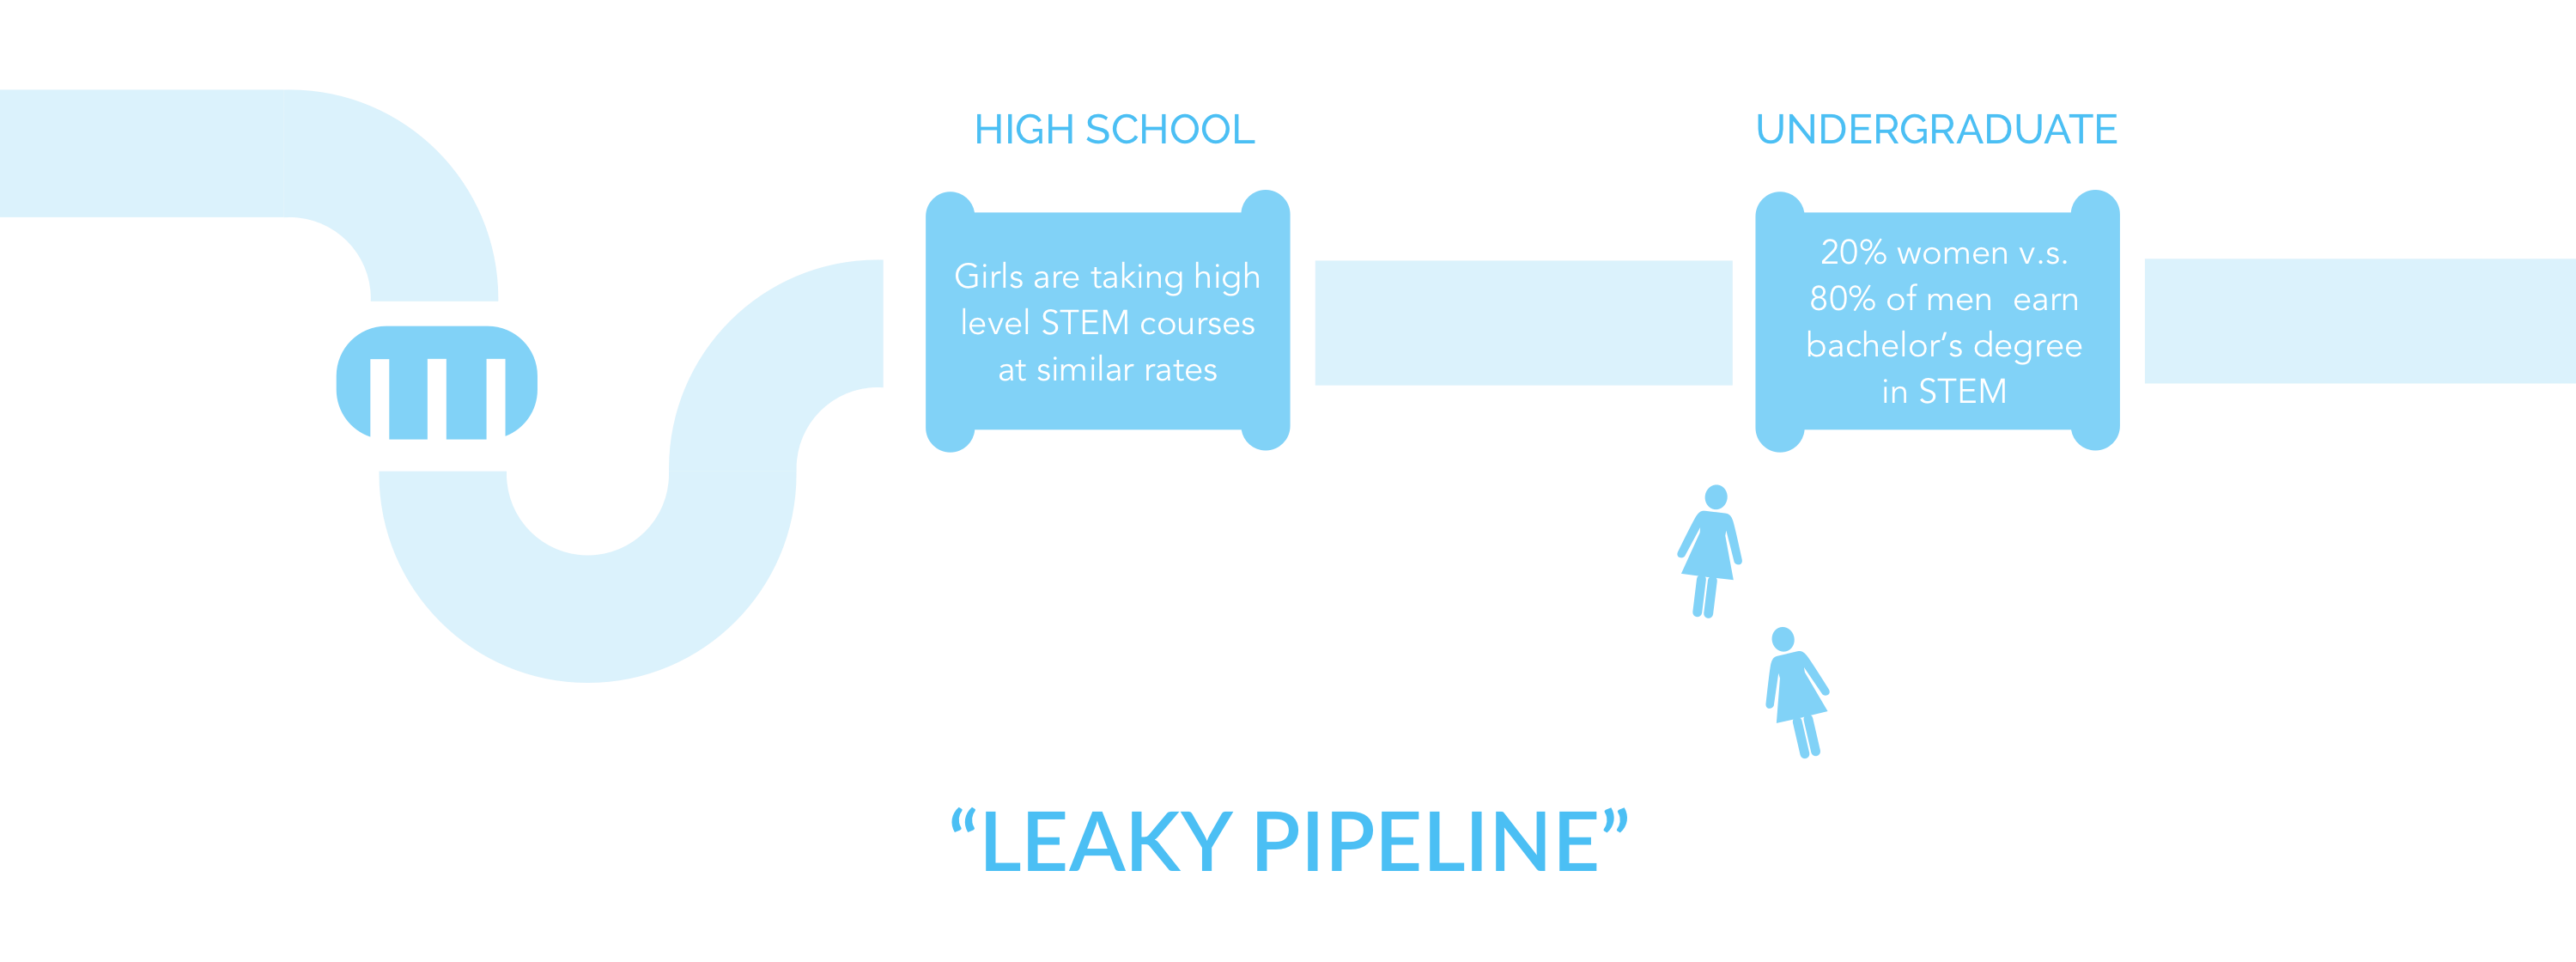 HIGH SCHOOL
Girls are taking high
level STEM courses
at similar rates
UNDERGRADUATE
20% women v.s.
80% of men  earn
bachelor’s degree
in STEM
“LEAKY PIPELINE”